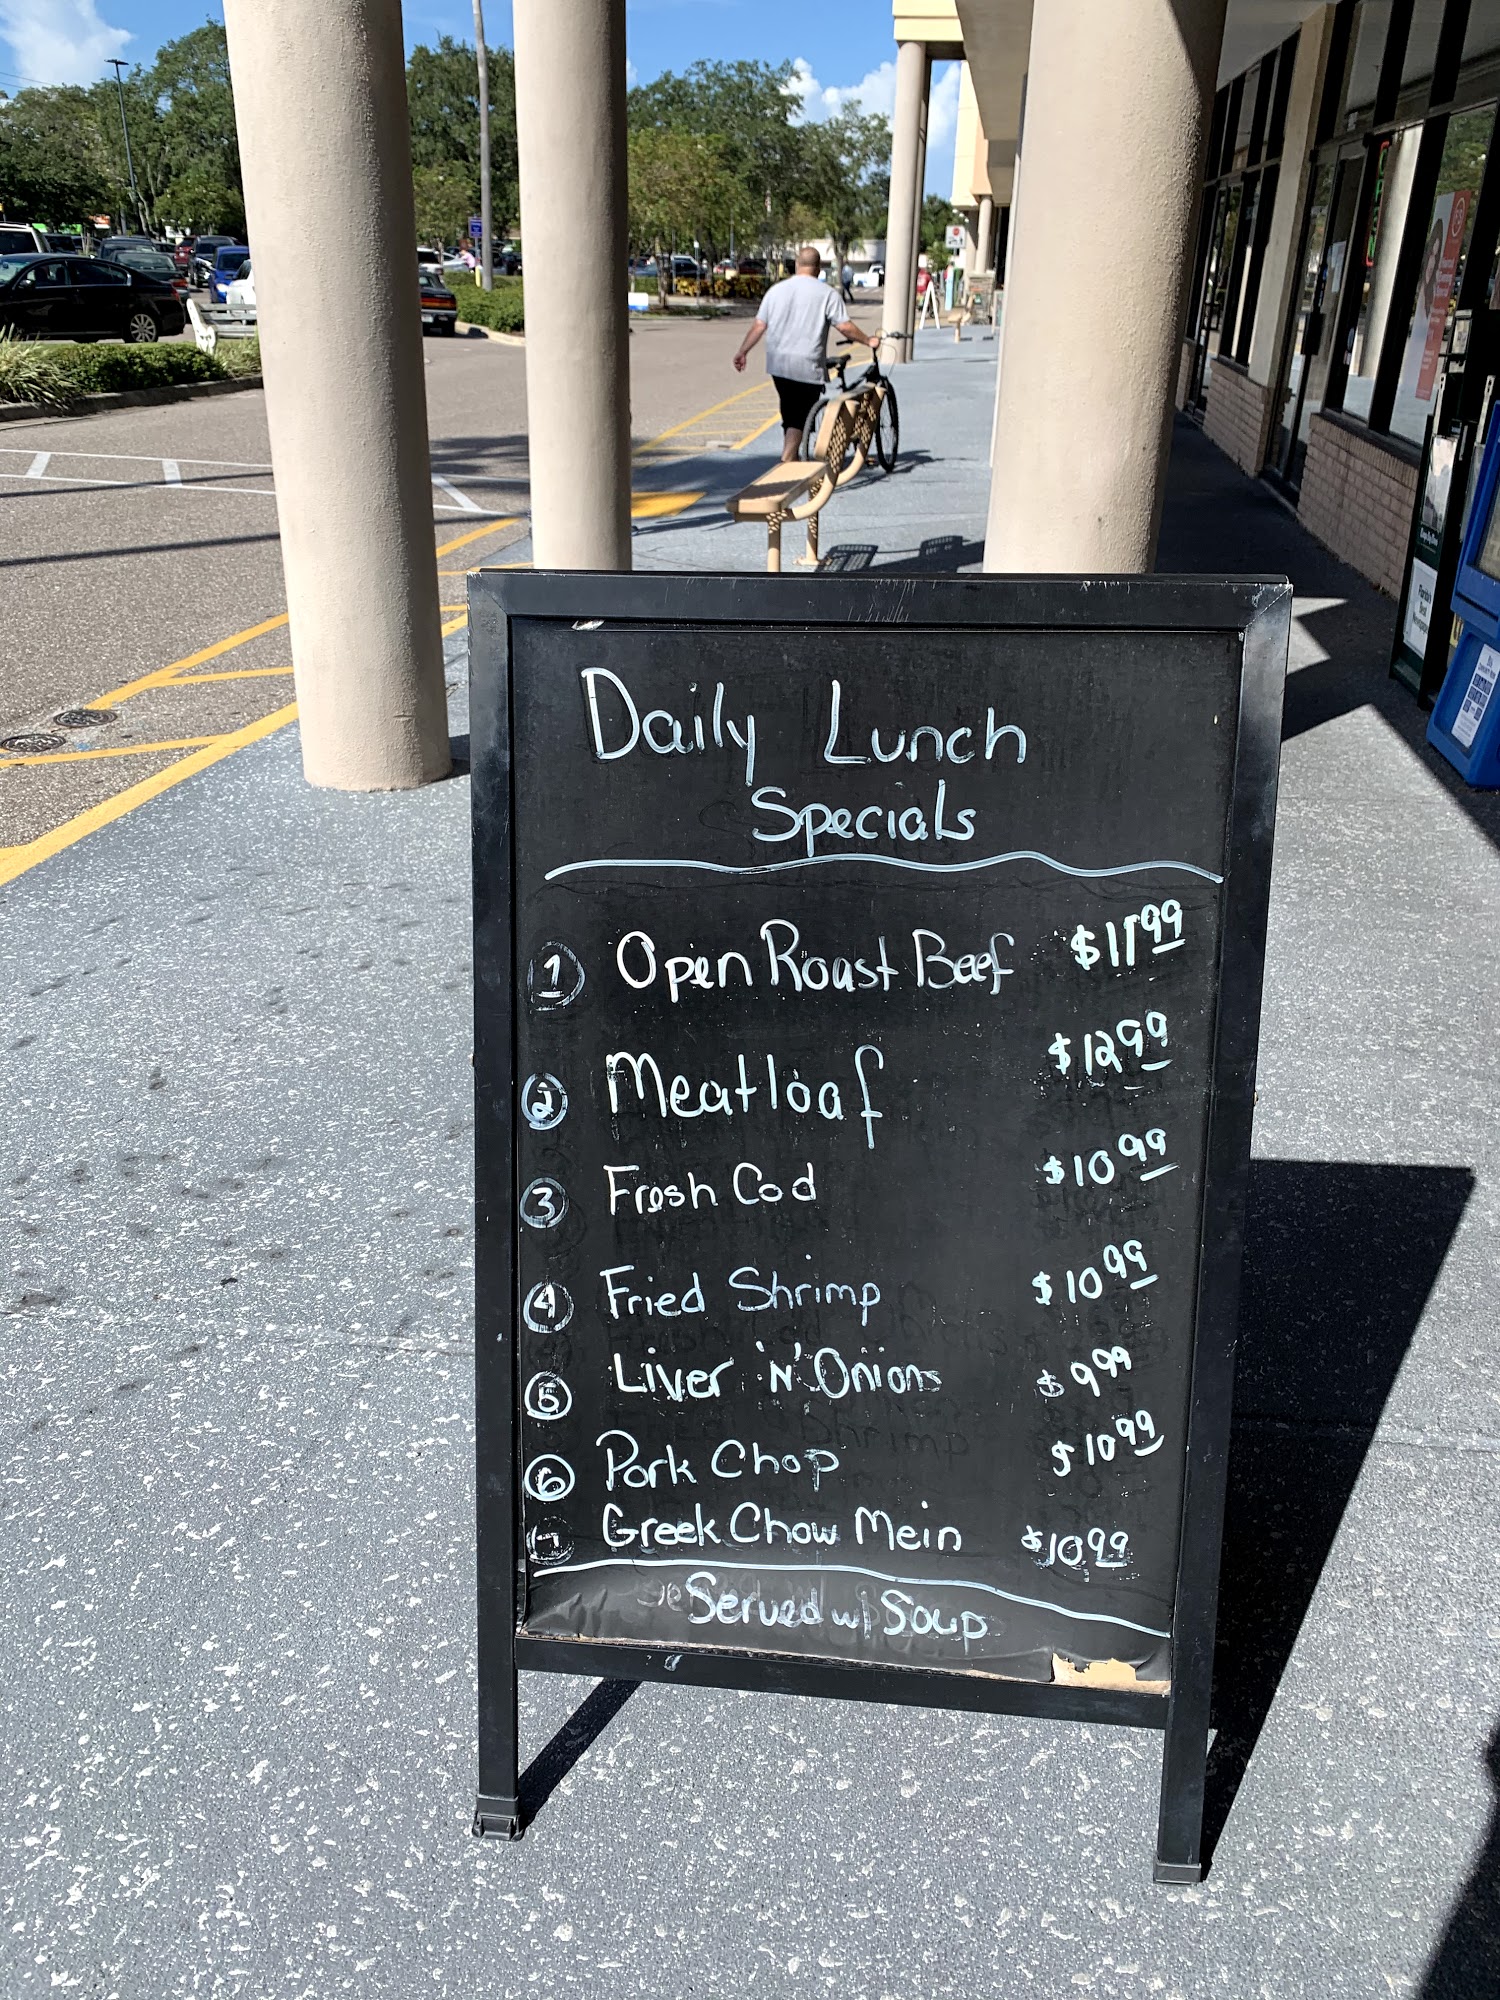 Daily Lunch
Specials
1 Open Roast Beef $11.99
2 Meatloaf $12.99
3 Fresh Cod $10.99
4 Fried Shrimp $10.99
5 Liver 'N' Onions $9.99
6 Pork Chop $10.99
7 Greek Chow Mein $10.99
Served w/ Soup